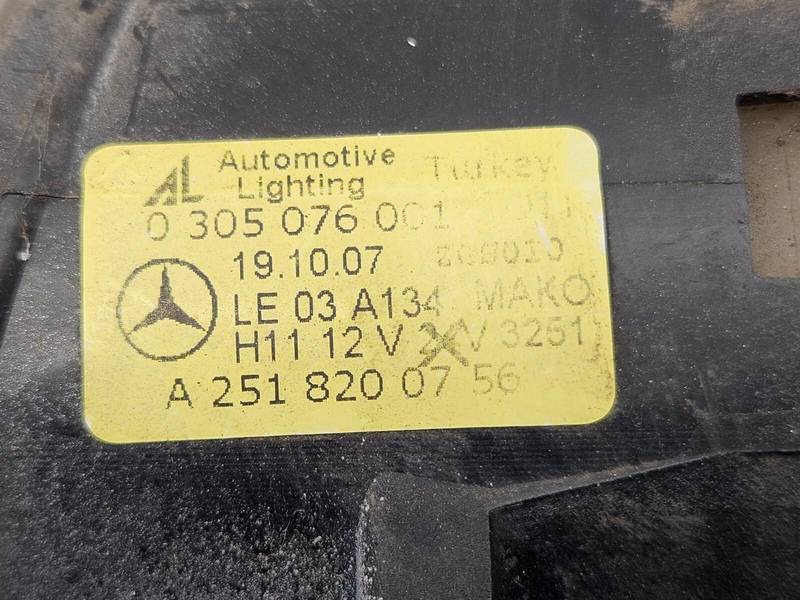 AL Automotive Turkey
Lighting
0 305 076 001
19.10.07
LE 03 A134 MAKO
H11 12 V V 3251
A 251 820 07 56